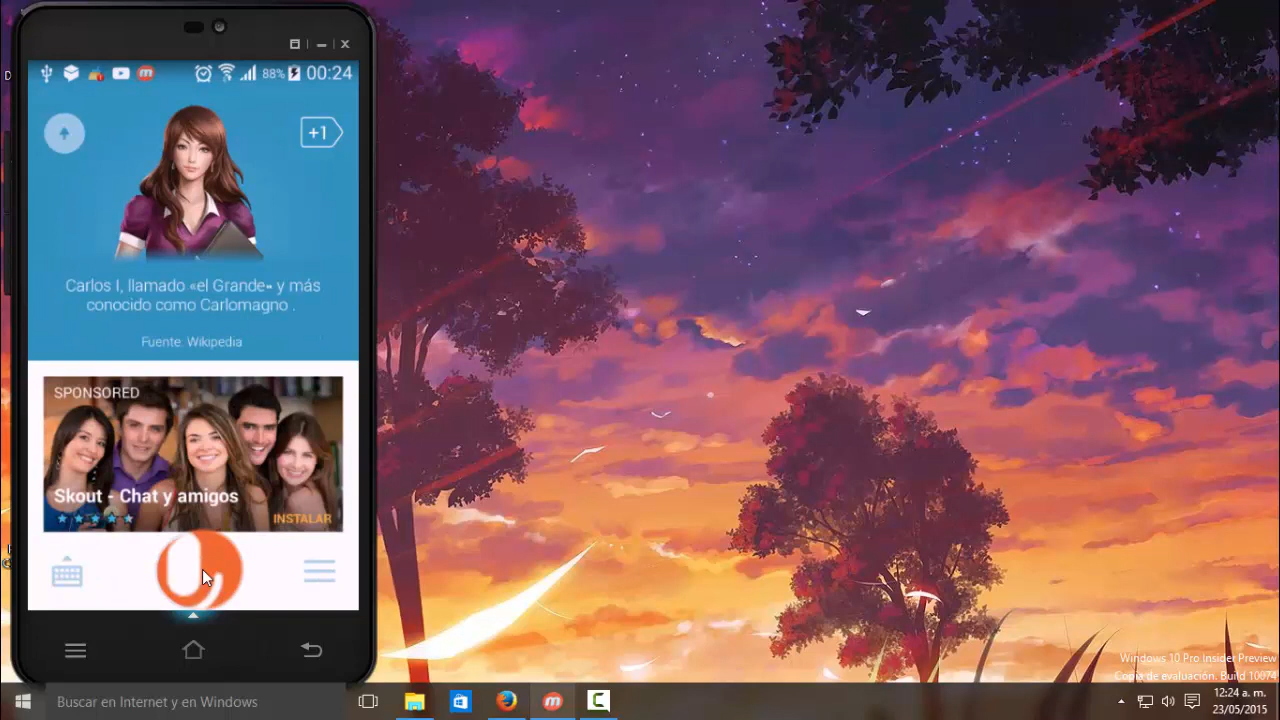 88% 00:24
+1
Carlos I, llamado «el Grande» y más
conocido como Carlomagno .
Fuente: Wikipedia
SPONSORED
Skout - Chat y amigos
INSTALAR
Windows 10 Pro Insider Preview
Copia de evaluación. Build 10074
Buscar en Internet y en Windows
12:24 a. m.
23/05/2015